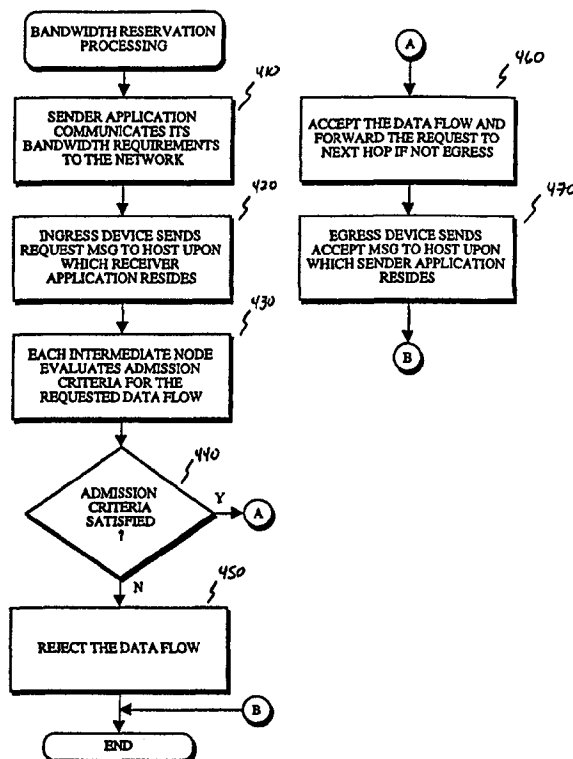 BANDWIDTH RESERVATION
PROCESSING
410
SENDER APPLICATION
COMMUNICATES ITS
BANDWIDTH REQUIREMENTS
TO THE NETWORK
420
INGRESS DEVICE SENDS
REQUEST MSG TO HOST UPON
WHICH RECEIVER
APPLICATION RESIDES
430
EACH INTERMEDIATE NODE
EVALUATES ADMISSION
CRITERIA FOR THE
REQUESTED DATA FLOW
440
ADMISSION
CRITERIA
SATISFIED
?
Y
A
N
450
REJECT THE DATA FLOW
B
END
A
460
ACCEPT THE DATA FLOW AND
FORWARD THE REQUEST TO
NEXT HOP IF NOT EGRESS
470
EGRESS DEVICE SENDS
ACCEPT MSG TO HOST UPON
WHICH SENDER APPLICATION
RESIDES
B